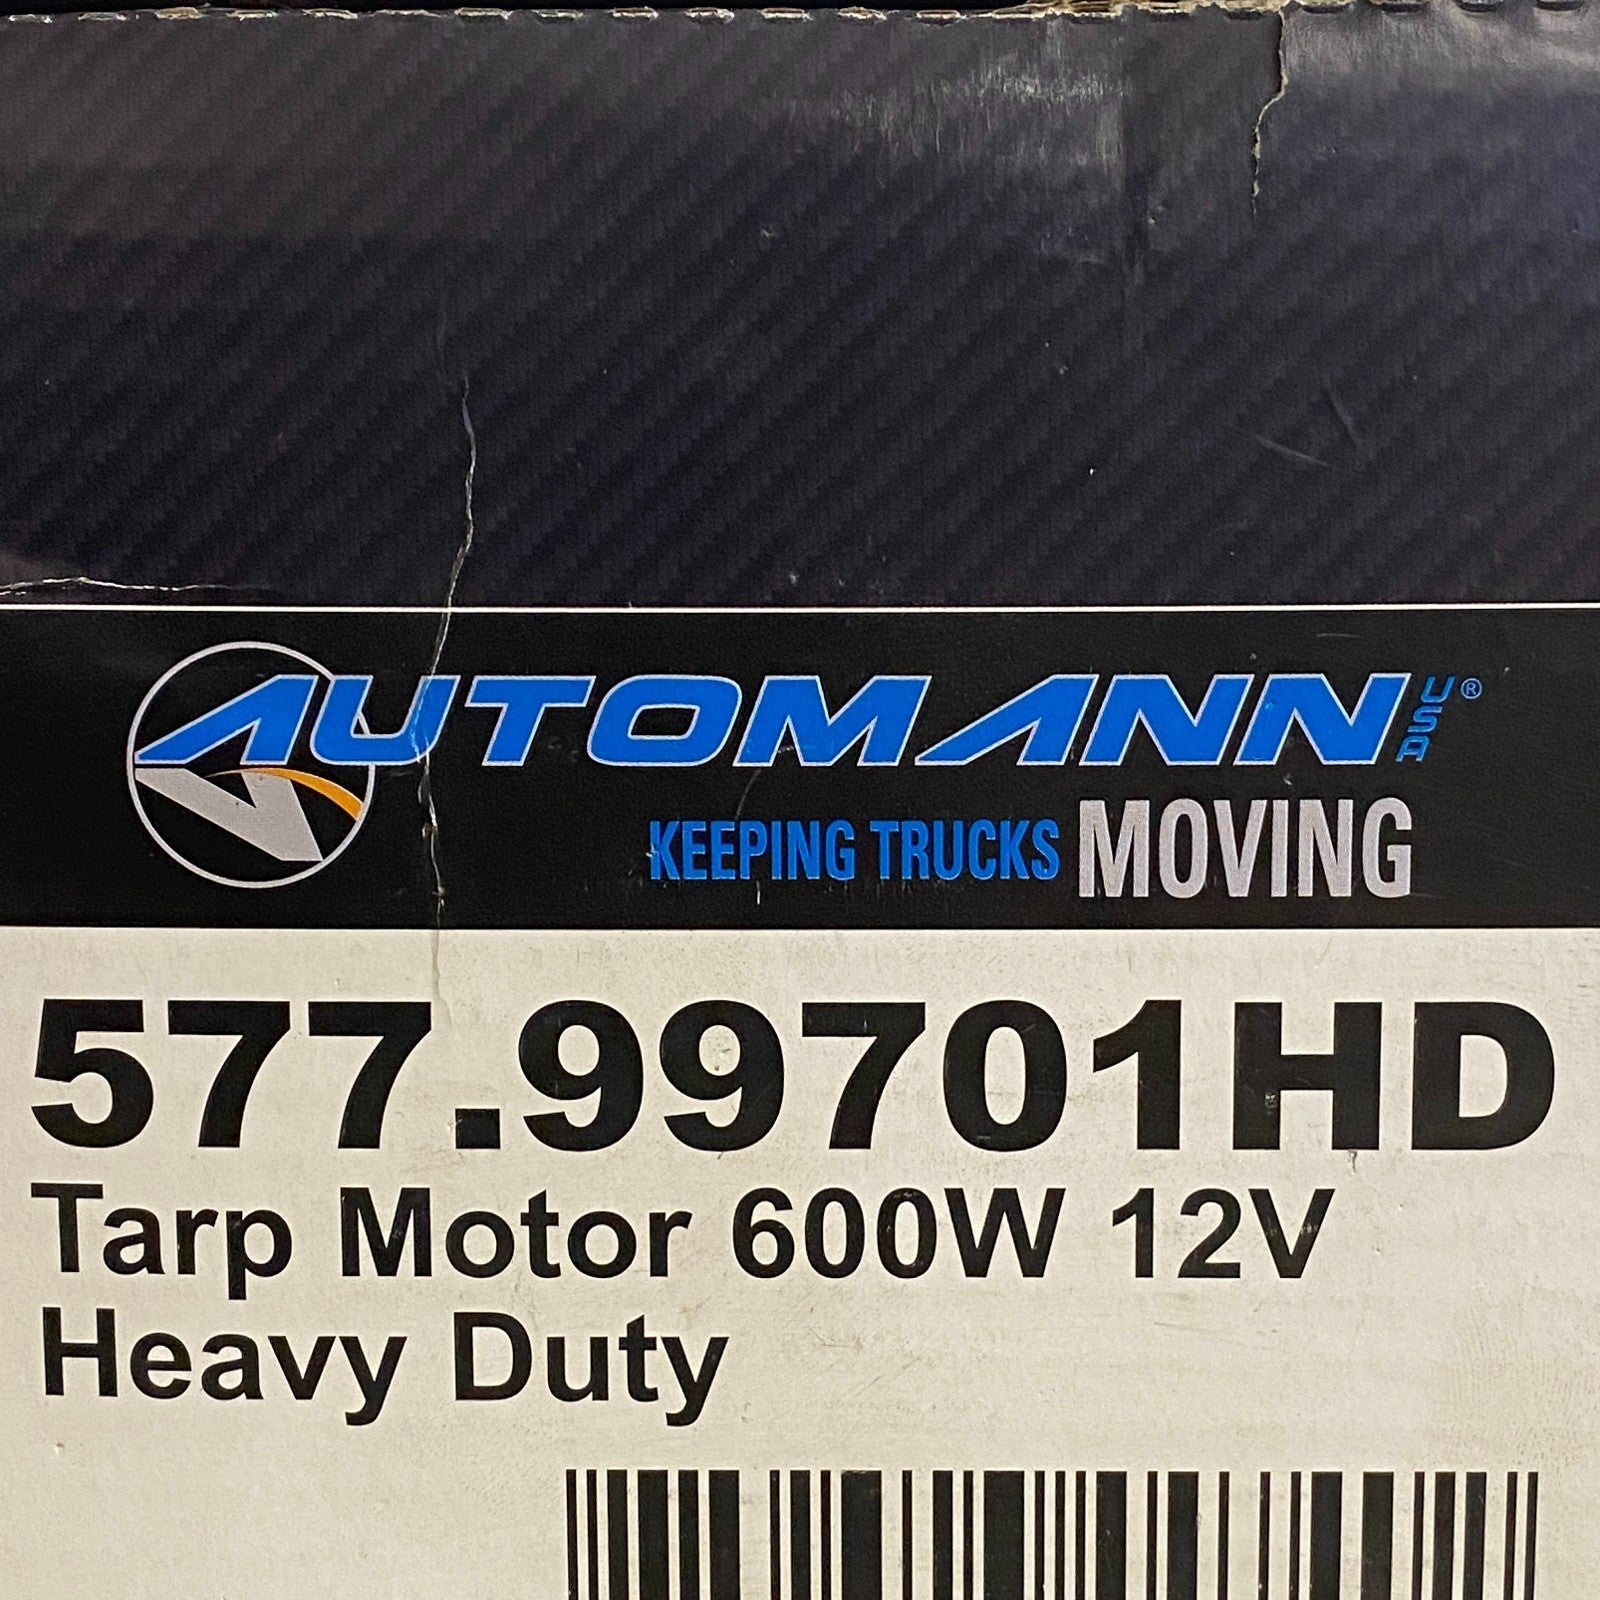 AUTOMANN USA®
KEEPING TRUCKS MOVING
577.99701HD
Tarp Motor 600W 12V
Heavy Duty